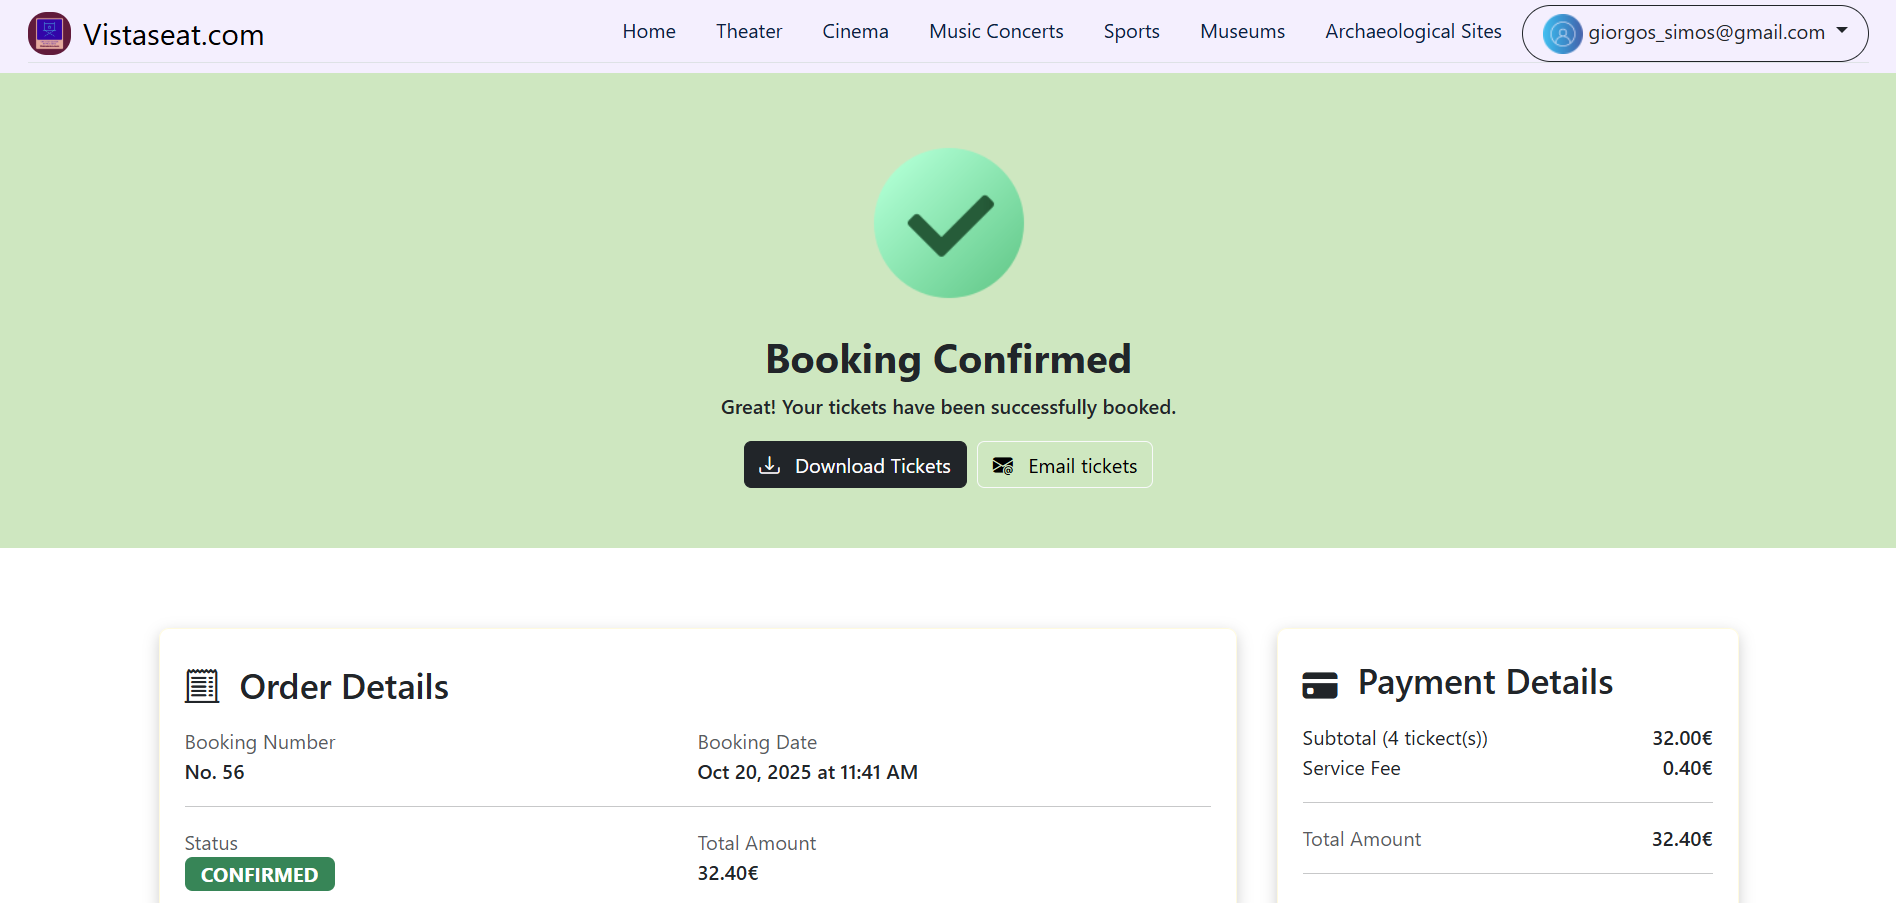 Vistaseat.com
Home Theater Cinema Music Concerts Sports Museums Archaeological Sites giorgos_simos@gmail.com
Booking Confirmed
Great! Your tickets have been successfully booked.
Download Tickets Email tickets
Order Details
Booking Number Booking Date
No. 56 Oct 20, 2025 at 11:41 AM
Status Total Amount
CONFIRMED 32.40€
Payment Details
Subtotal (4 tickect(s)) 32.00€
Service Fee 0.40€
Total Amount 32.40€